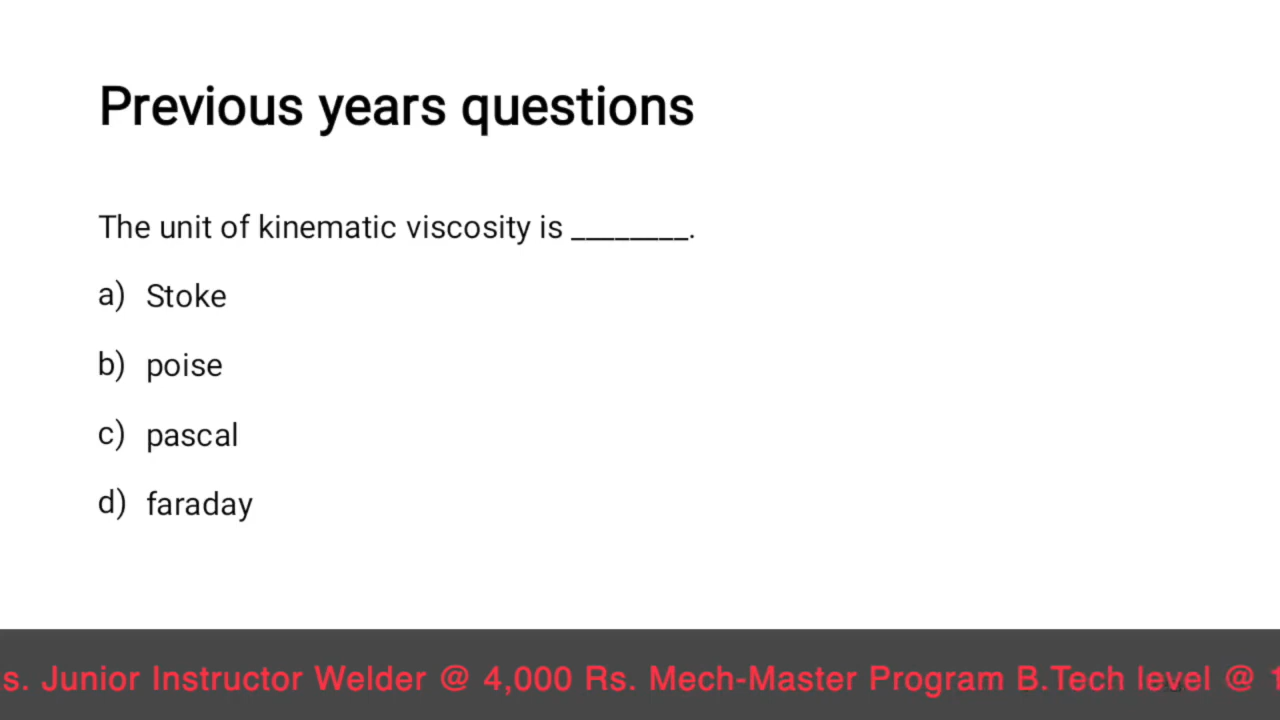 Previous years questions
The unit of kinematic viscosity is ________.
a) Stoke
b) poise
c) pascal
d) faraday
s. Junior Instructor Welder @ 4,000 Rs. Mech-Master Program B.Tech level @